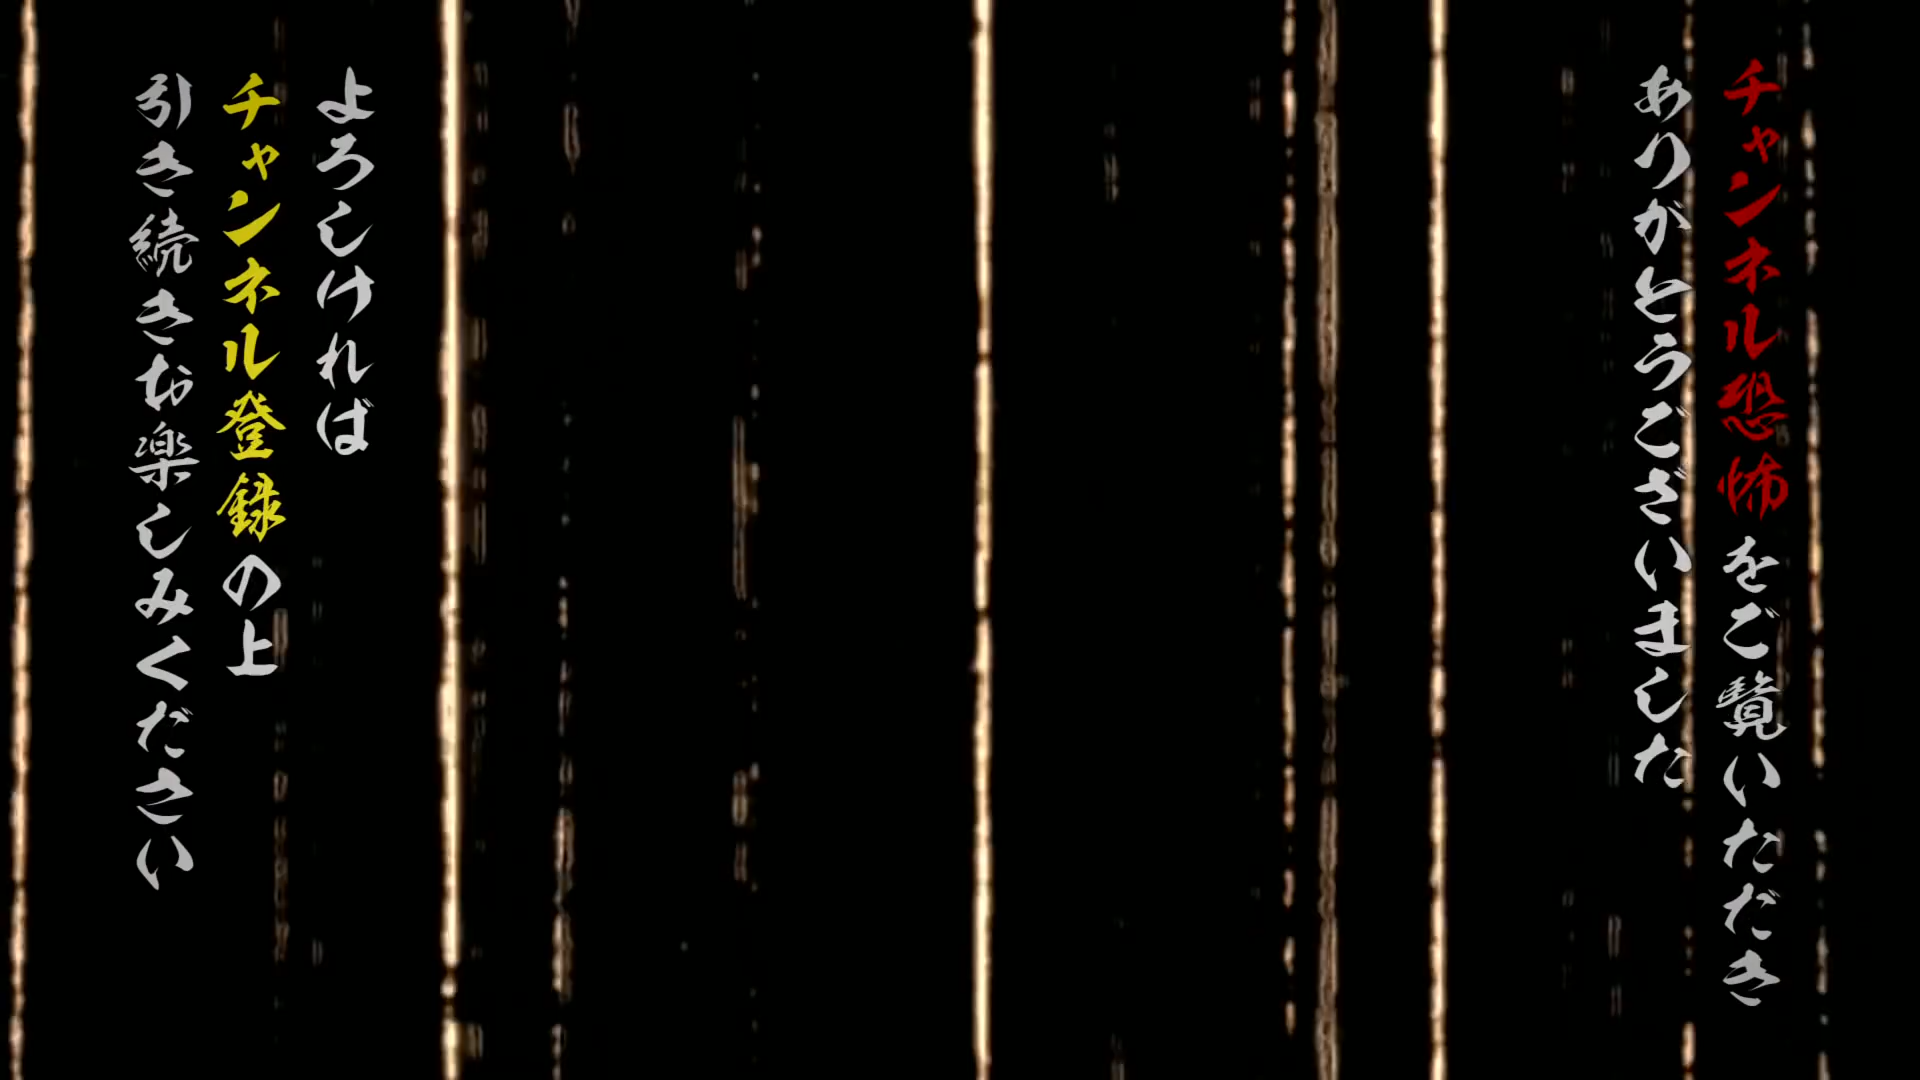 チャンネル恐怖をご覧いただき
ありがとうございました
よろしければ
チャンネル登録の上
引き続きお楽しみください